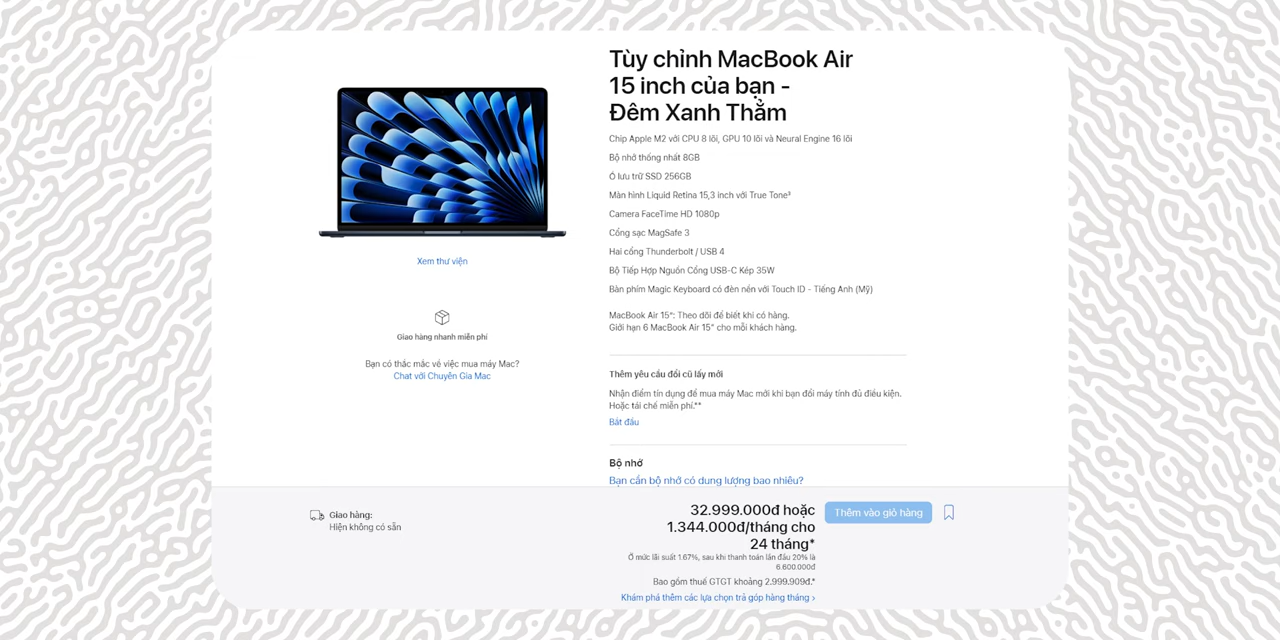 Tùy chỉnh MacBook Air
15 inch của bạn -
Đêm Xanh Thẳm
Chip Apple M2 với CPU 8 lõi, GPU 10 lõi và Neural Engine 16 lõi
Bộ nhớ thống nhất 8GB
Ổ lưu trữ SSD 256GB
Màn hình Liquid Retina 15,3 inch với True Tone³
Camera FaceTime HD 1080p
Cổng sạc MagSafe 3
Hai cổng Thunderbolt / USB 4
Bộ Tiếp Hợp Nguồn Cổng USB-C Kép 35W
Bàn phím Magic Keyboard có đèn nền với Touch ID - Tiếng Anh (Mỹ)
MacBook Air 15": Theo dõi để biết khi có hàng.
Giới hạn 6 MacBook Air 15" cho mỗi khách hàng.
Xem thư viện
Giao hàng nhanh miễn phí
Bạn có thắc mắc về việc mua máy Mac?
Chat với Chuyên Gia Mac
Thêm yêu cầu đổi cũ lấy mới
Nhận điểm tín dụng để mua máy Mac mới khi bạn đổi máy tính đủ điều kiện.
Hoặc tái chế miễn phí.**
Bắt đầu
Bộ nhớ
Bạn cần bộ nhớ có dung lượng bao nhiêu?
Giao hàng:
Hiện không có sẵn
32.999.000đ hoặc
1.344.000đ/tháng cho
24 tháng*
Ở mức lãi suất 1.67%, sau khi thanh toán lần đầu 20% là
6.600.000đ
Bao gồm thuế GTGT khoảng 2.999.909đ.*
Khám phá thêm các lựa chọn trả góp hàng tháng ›
Thêm vào giỏ hàng